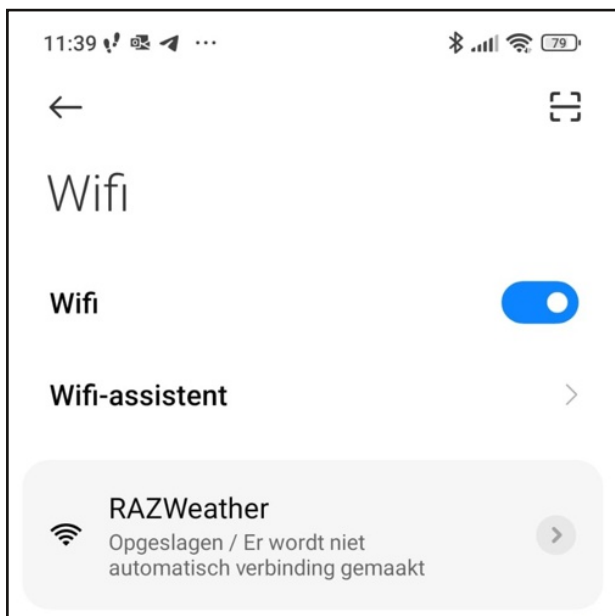 11:39 ...
79
Wifi
Wifi
Wifi-assistent
RAZWeather
Opgeslagen / Er wordt niet
automatisch verbinding gemaakt